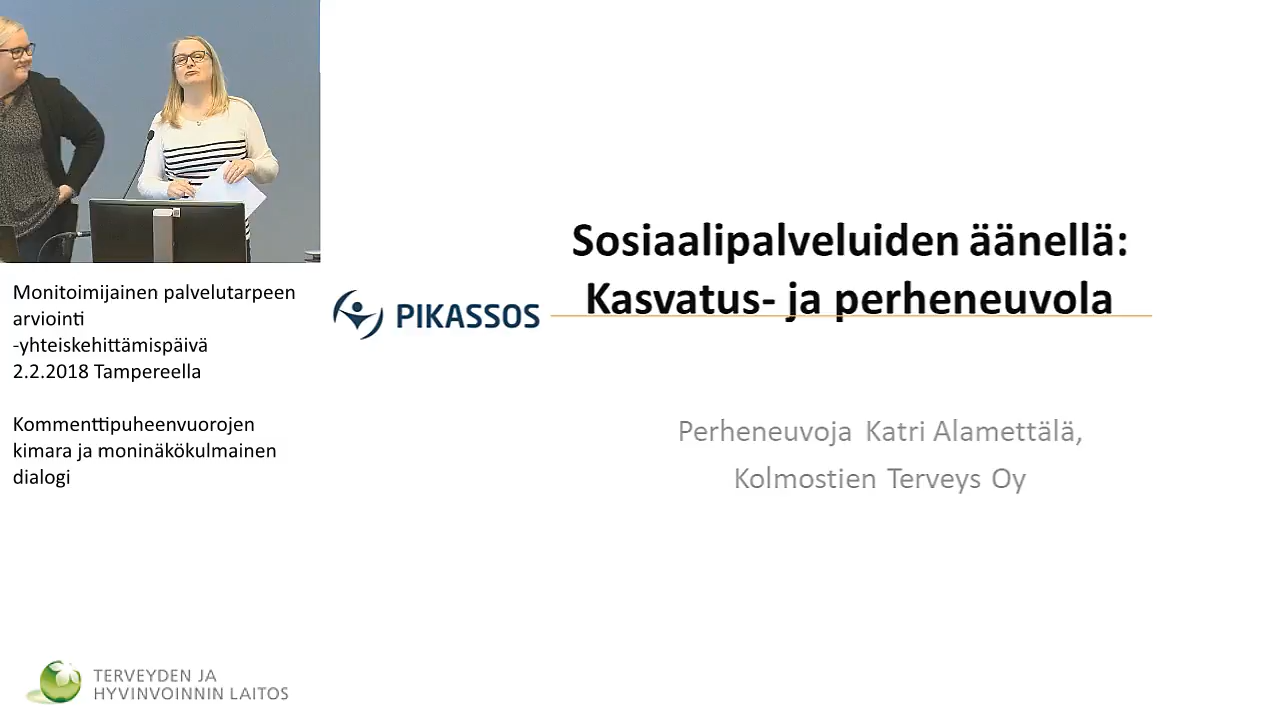 Monitoimijainen palvelutarpeen
arviointi
-yhteiskehittämispäivä
2.2.2018 Tampereella
Kommenttipuheenvuorojen
kimara ja moninäkökulmainen
dialogi
PIKASSOS
Sosiaalipalveluiden äänellä:
Kasvatus- ja perheneuvola
Perheneuvoja Katri Alamettälä,
Kolmostien Terveys Oy
TERVEYDEN JA
HYVINVOINNIN LAITOS